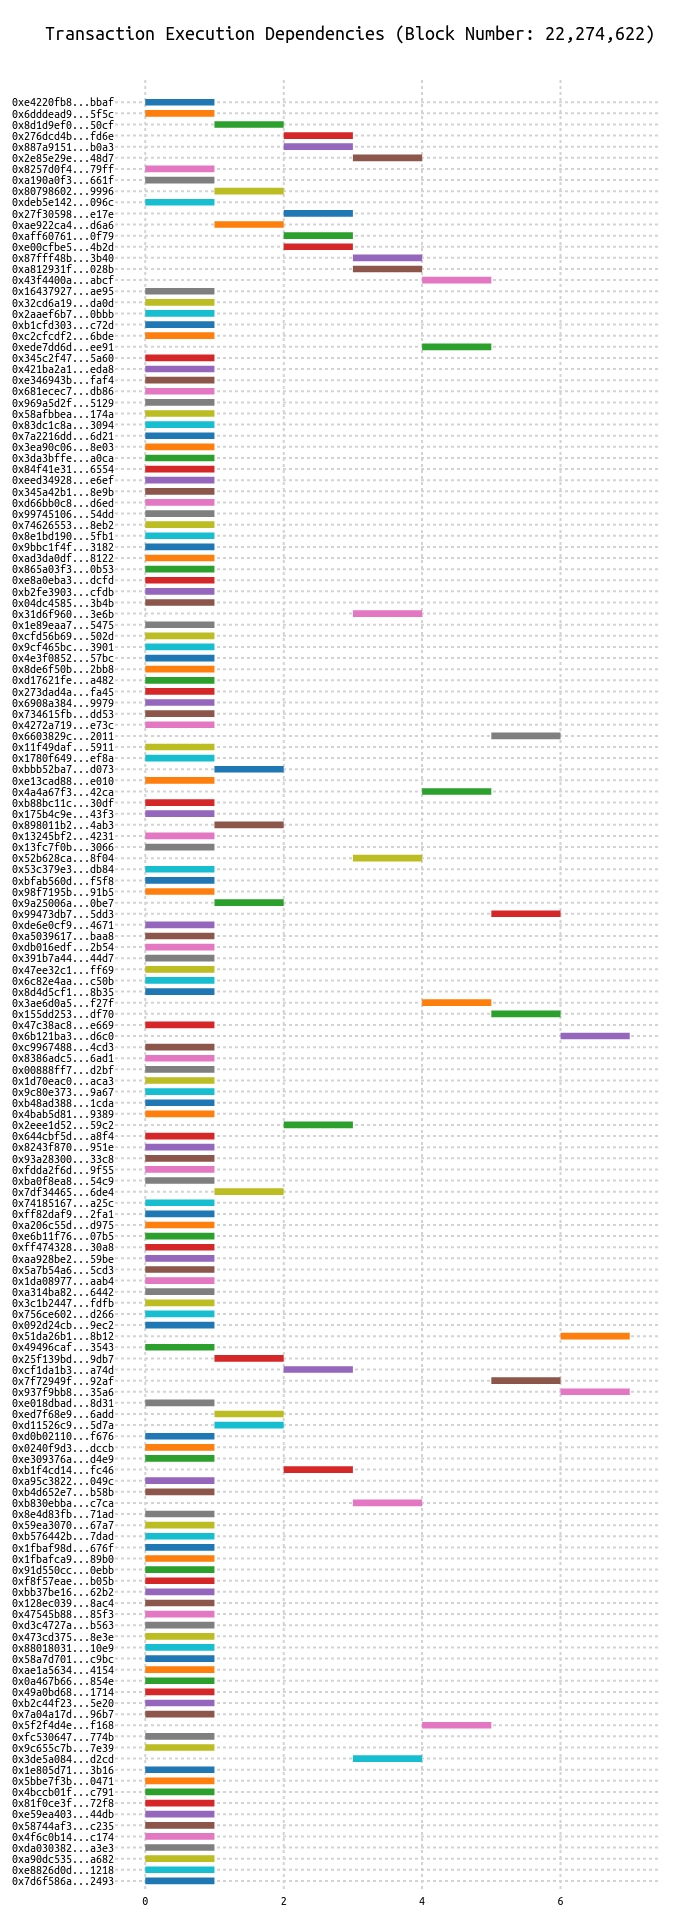 Transaction Execution Dependencies (Block Number: 22,274,622)
0xe4220fb8...bbaf
0x6dddead9...5f5c
0x8d1d9ef0...50cf
0x276dcd4b...fd6e
0x887a9151...b0a3
0x2e85e29e...48d7
0x8257d0f4...79ff
0xa190a0f3...661f
0x80798602...9996
0xdeb5e142...096c
0x27f30598...e17e
0xae922ca4...d6a6
0xaff60761...0f79
0xe00cfbe5...4b2d
0x87fff48b...3b40
0xa812931f...028b
0x43f4400a...abcf
0x16437927...ae95
0x32cd6a19...da0d
0x2aaef6b7...0bbb
0xb1cfd303...c72d
0xc2cfcdf2...6bde
0xede7dd6d...ee91
0x345c2f47...5a60
0x421ba2a1...eda8
0xe346943b...faf4
0x681ecec7...db86
0x969a5d2f...5129
0x58afbbea...174a
0x83dc1c8a...3094
0x7a2216dd...6d21
0x3ea90c06...8e03
0x3da3bffe...a0ca
0x84f41e31...6554
0xeed34928...e6ef
0x345a42b1...8e9b
0xd66bb0c8...d6ed
0x99745106...54dd
0x74626553...8eb2
0x8e1bd190...5fb1
0x9bbc1f4f...3182
0xad3da0df...8122
0x865a03f3...0b53
0xe8a0eba3...dcfd
0xb2fe3903...cfdb
0x04dc4585...3b4b
0x31d6f960...3e6b
0x1e89eaa7...5475
0xcfd56b69...502d
0x9cf465bc...3901
0x4e3f0852...57bc
0x8de6f50b...2bb8
0xd17621fe...a482
0x273dad4a...fa45
0x6908a384...9979
0x734615fb...dd53
0x4272a719...e73c
0x6603829c...2011
0x11f49daf...5911
0x1780f649...ef8a
0xbbb52ba7...d073
0xe13cad88...e010
0x4a4a67f3...42ca
0xb88bc11c...30df
0x175b4c9e...43f3
0x898011b2...4ab3
0x13245bf2...4231
0x13fc7f0b...3066
0x52b628ca...8f04
0x53c379e3...db84
0xbfab560d...f5f8
0x98f7195b...91b5
0x9a25006a...0be7
0x99473db7...5dd3
0xde6e0cf9...4671
0xa5039617...baa8
0xdb016edf...2b54
0x391b7a44...44d7
0x47ee32c1...ff69
0x6c82e4aa...c50b
0x8d4d5cf1...8b35
0x3ae6d0a5...f27f
0x155dd253...df70
0x47c38ac8...e669
0x6b121ba3...d6c0
0xc9967488...4cd3
0x8386adc5...6ad1
0x00888ff7...d2bf
0x1d70eac0...aca3
0x9c80e373...9a67
0xb48ad388...1cda
0x4bab5d81...9389
0x2eee1d52...59c2
0x644cbf5d...a8f4
0x8243f870...951e
0x93a28300...33c8
0xfdda2f6d...9f55
0xba0f8ea8...54c9
0x7df34465...6de4
0x74185167...a25c
0xff82daf9...2fa1
0xa206c55d...d975
0xe6b11f76...07b5
0xff474328...30a8
0xaa928be2...59be
0x5a7b54a6...5cd3
0x1da08977...aab4
0xa314ba82...6442
0x3c1b2447...fdfb
0x756ce602...d266
0x092d24cb...9ec2
0x51da26b1...8b12
0x49496caf...3543
0x25f139bd...9db7
0xcf1da1b3...a74d
0x7f72949f...92af
0x937f9bb8...35a6
0xe018dbad...8d31
0xed7f68e9...6add
0xd11526c9...5d7a
0xd0b02110...f676
0x0240f9d3...dccb
0xe309376a...d4e9
0xb1f4cd14...fc46
0xa95c3822...049c
0xb4d652e7...b58b
0xb830ebba...c7ca
0x8e4d83fb...71ad
0x59ea3070...67a7
0xb576442b...7dad
0x1fbaf98d...676f
0x1fbafca9...89b0
0x91d550cc...0ebb
0xf8f57eae...b05b
0xbb37be16...62b2
0x128ec039...8ac4
0x47545b88...85f3
0xd3c4727a...b563
0x473cd375...8e3e
0x88018031...10e9
0x58a7d701...c9bc
0xae1a5634...4154
0x0a467b66...854e
0x49a0bd68...1714
0xb2c44f23...5e20
0x7a04a17d...96b7
0x5f2f4d4e...f168
0xfc530647...774b
0x9c655c7b...7e39
0x3de5a084...d2cd
0x1e805d71...3b16
0x5bbe7f3b...0471
0x4bccb01f...c791
0x81f0ce3f...72f8
0xe59ea403...44db
0x58744af3...c235
0x4f6c0b14...c174
0xda030382...a3e3
0xa90dc535...a682
0xe8826d0d...1218
0x7d6f586a...2493
0 2 4 6